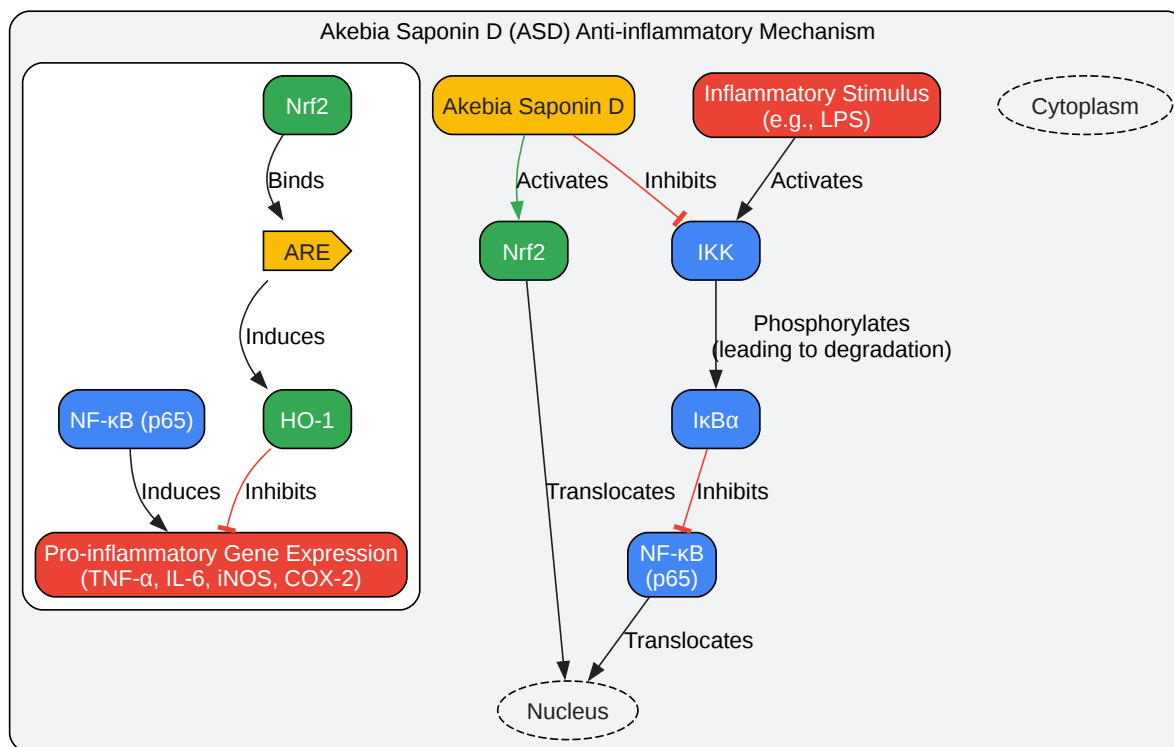 Akebia Saponin D (ASD) Anti-inflammatory Mechanism
Nrf2
Akebia Saponin D
Inflammatory Stimulus
(e.g., LPS)
Cytoplasm
Binds
Activates
Inhibits
Activates
ARE
Nrf2
IKK
Induces
Phosphorylates
(leading to degradation)
NF-κB (p65)
HO-1
IκBα
Induces
Inhibits
Translocates
Inhibits
Pro-inflammatory Gene Expression
(TNF-α, IL-6, iNOS, COX-2)
NF-κB
(p65)
Translocates
Nucleus